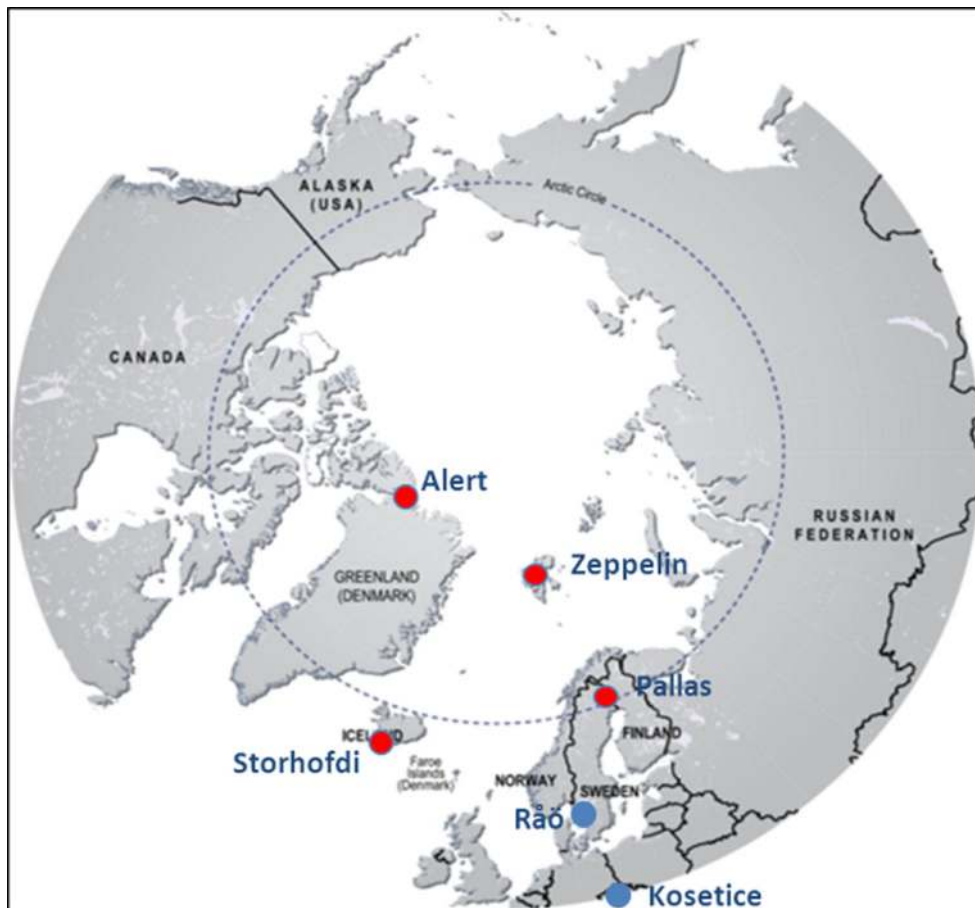 ALASKA
(USA)
Arctic Circle
CANADA
Alert
RUSSIAN
FEDERATION
Zeppelin
GREENLAND
(DENMARK)
Pallas
ICELAND
FINLAND
Storhofdi
Faroe
Islands
(Denmark)
NORWAY
SWEDEN
Råö
Kosetice